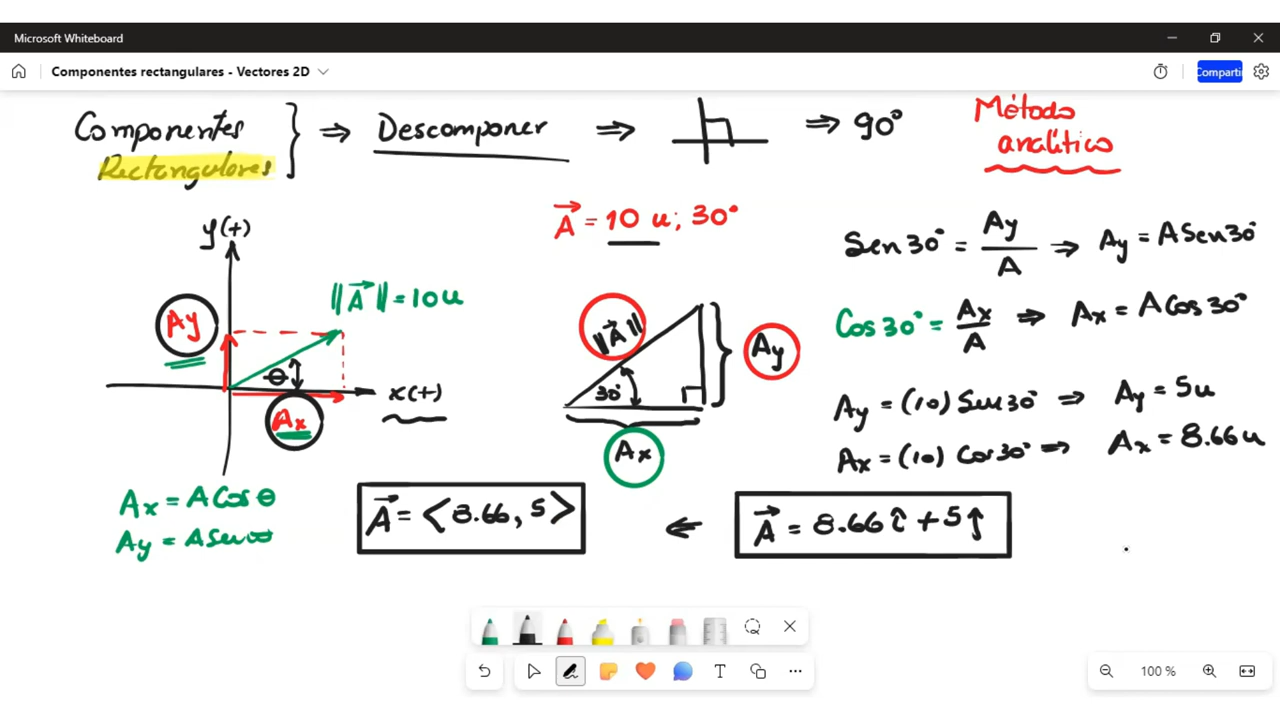 Microsoft Whiteboard
Componentes rectangulares - Vectores 2D
Comparti
Componentes
Rectangulares
⇒ Descomponer ⇒ ⇒ 90°
Método
analítico
A⃗ = 10 u; 30°
y(+)
‖A⃗‖ = 10u
Ay
θ
x(+)
Ax
Ax = A Cos θ
Ay = A Sen θ
‖A⃗‖
30°
Ay
Ax
Sen 30° = Ay/A ⇒ Ay = A Sen 30°
Cos 30° = Ax/A ⇒ Ax = A Cos 30°
Ay = (10) Sen 30° ⇒ Ay = 5u
Ax = (10) Cos 30° ⇒ Ax = 8.66 u
A⃗ = <8.66, 5> ⇐ A⃗ = 8.66 î + 5 ĵ
T
100 %